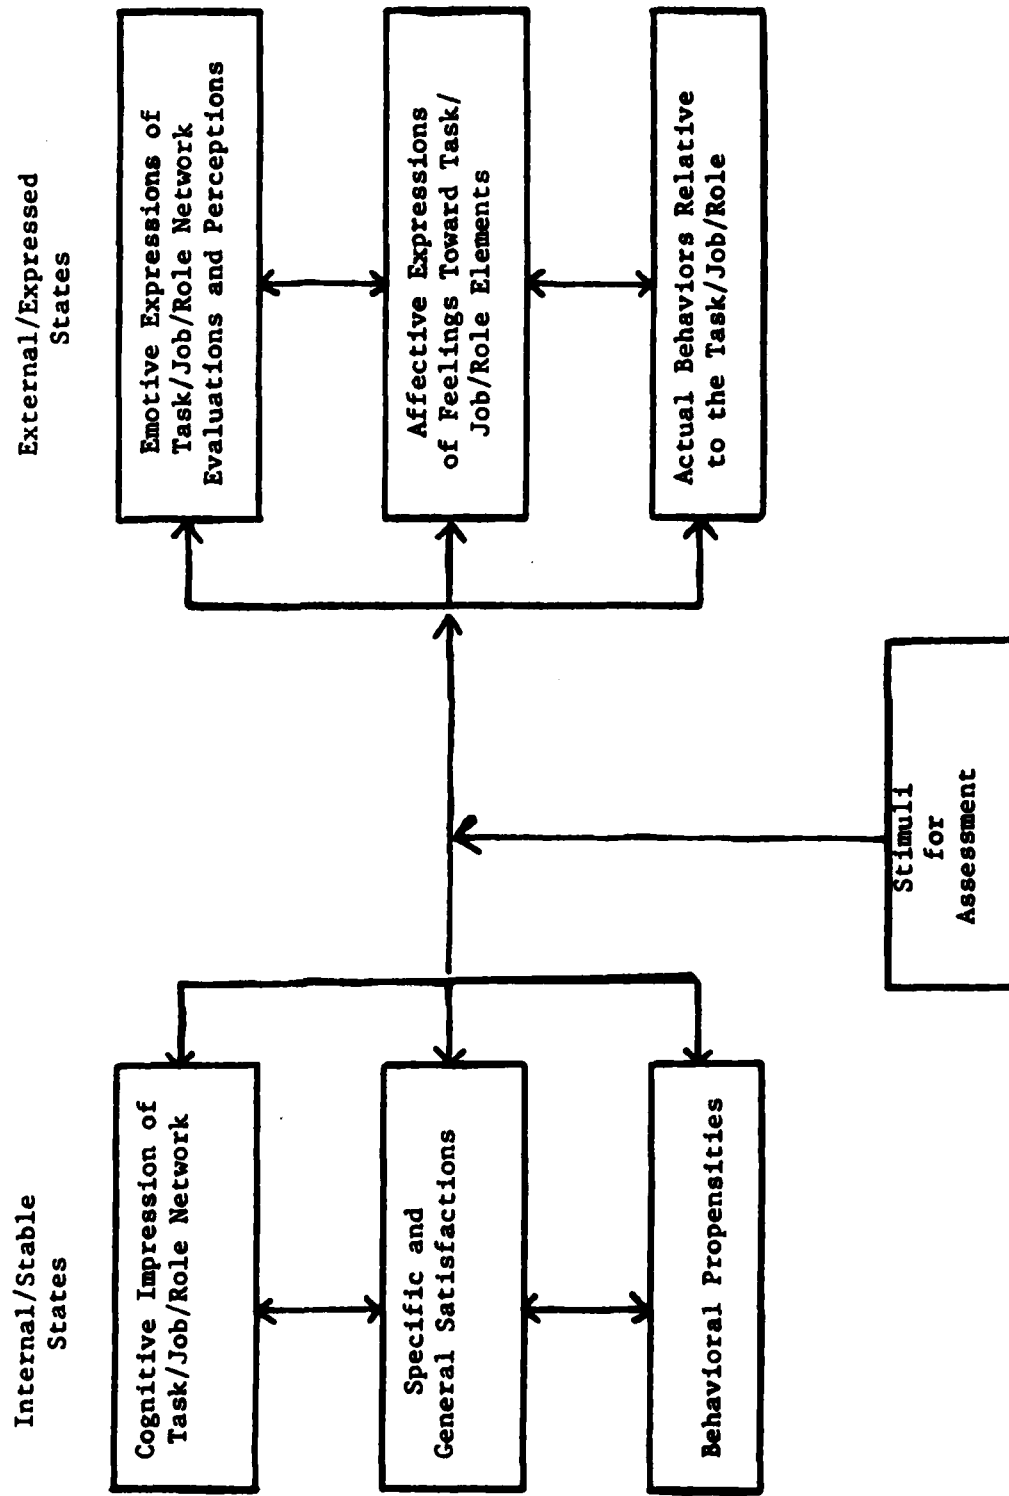 Internal/Stable
States
External/Expressed
States
Cognitive Impression of
Task/Job/Role Network
Emotive Expressions of
Task/Job/Role Network
Evaluations and Perceptions
Specific and
General Satisfactions
Affective Expressions
of Feelings Toward Task/
Job/Role Elements
Behavioral Propensities
Actual Behaviors Relative
to the Task/Job/Role
Stimuli
for
Assessment